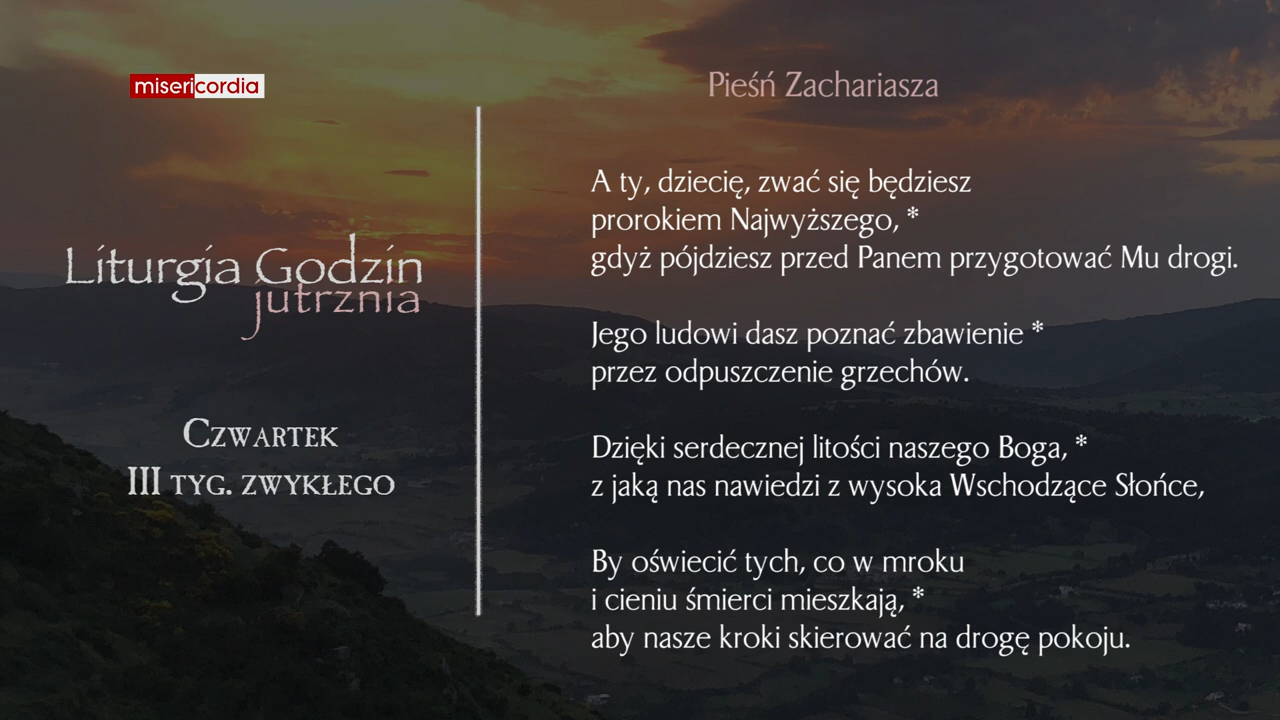 misericordia
Liturgia Godzin
jutrznia
Czwartek
III tyg. zwykłego
Pieśń Zachariasza
A ty, dziecię, zwać się będziesz
prorokiem Najwyższego, *
gdyż pójdziesz przed Panem przygotować Mu drogi.
Jego ludowi dasz poznać zbawienie *
przez odpuszczenie grzechów.
Dzięki serdecznej litości naszego Boga, *
z jaką nas nawiedzi z wysoka Wschodzące Słońce,
By oświecić tych, co w mroku
i cieniu śmierci mieszkają, *
aby nasze kroki skierować na drogę pokoju.